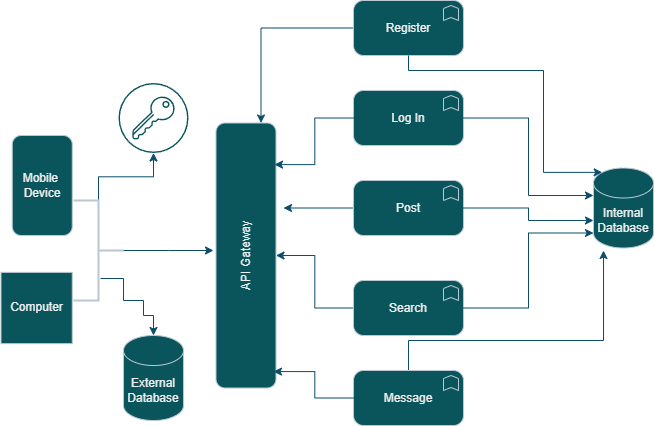 Register
Log In
Mobile
Device
Post
Internal
Database
API Gateway
Computer
Search
External
Database
Message